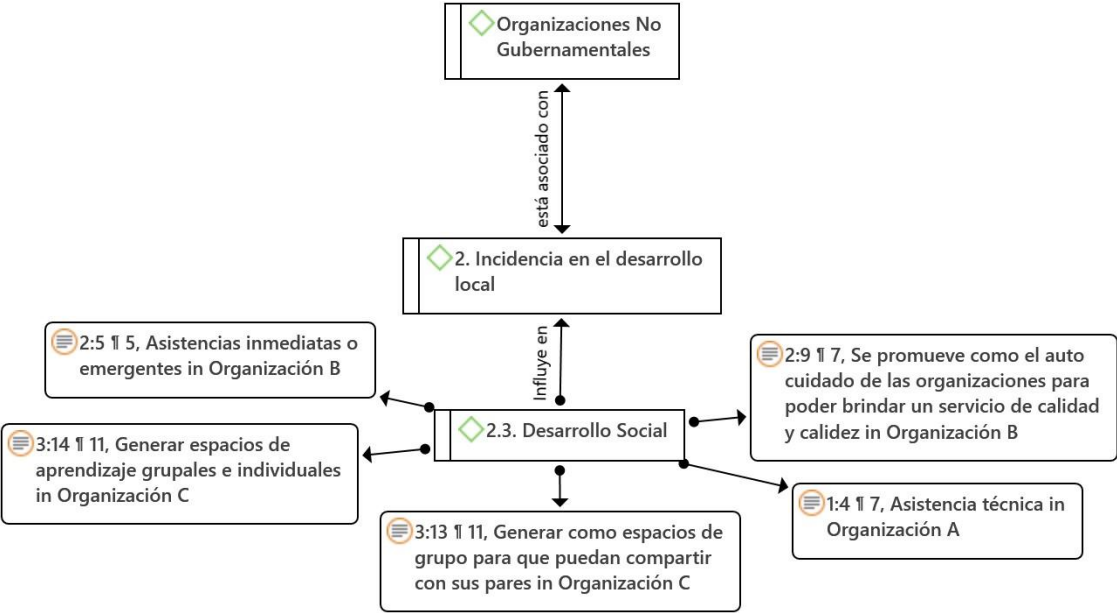 Organizaciones No
Gubernamentales
está asociado con
2. Incidencia en el desarrollo
local
Influye en
2:5 ¶ 5, Asistencias inmediatas o
emergentes in Organización B
2:9 ¶ 7, Se promueve como el auto
cuidado de las organizaciones para
poder brindar un servicio de calidad
y calidez in Organización B
2.3. Desarrollo Social
3:14 ¶ 11, Generar espacios de
aprendizaje grupales e individuales
in Organización C
1:4 ¶ 7, Asistencia técnica in
Organización A
3:13 ¶ 11, Generar como espacios de
grupo para que puedan compartir
con sus pares in Organización C